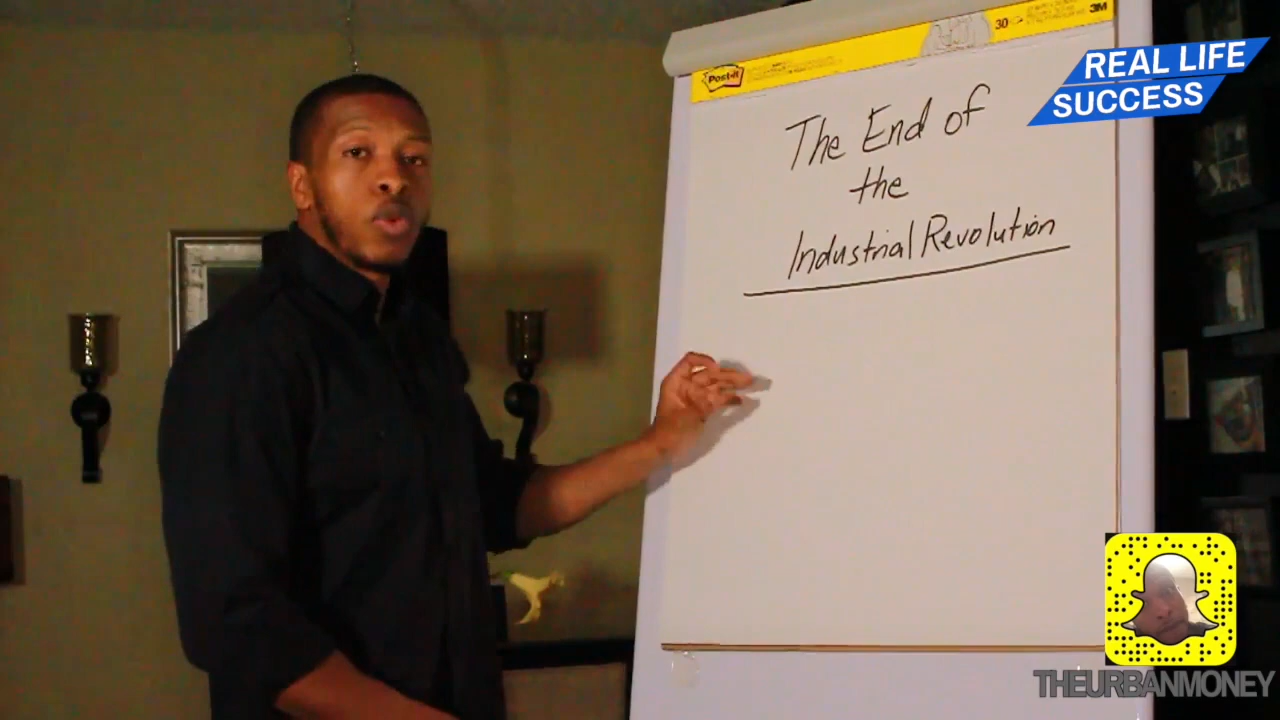 Post-it
30
3M
REAL LIFE
SUCCESS
The End of
the
Industrial Revolution
THEURBANMONEY